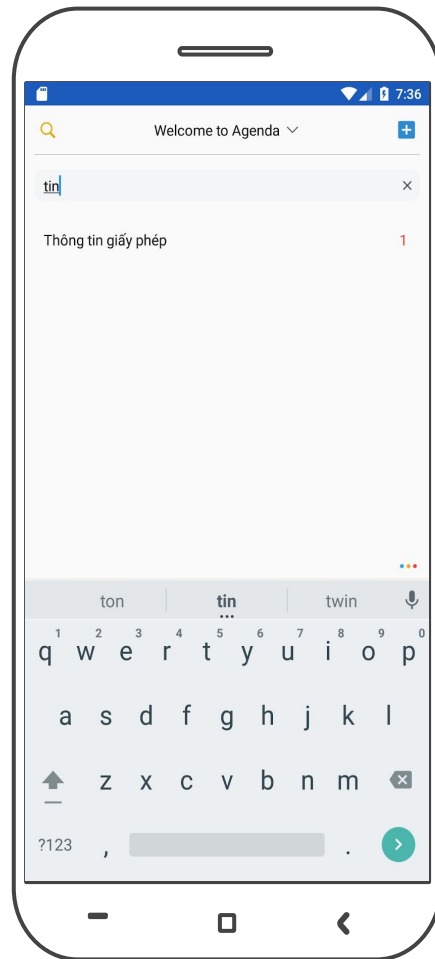 7:36
Welcome to Agenda
tin
Thông tin giấy phép 1
ton tin twin
1 2 3 4 5 6 7 8 9 0
q w e r t y u i o p
a s d f g h j k l
z x c v b n m
?123 , .